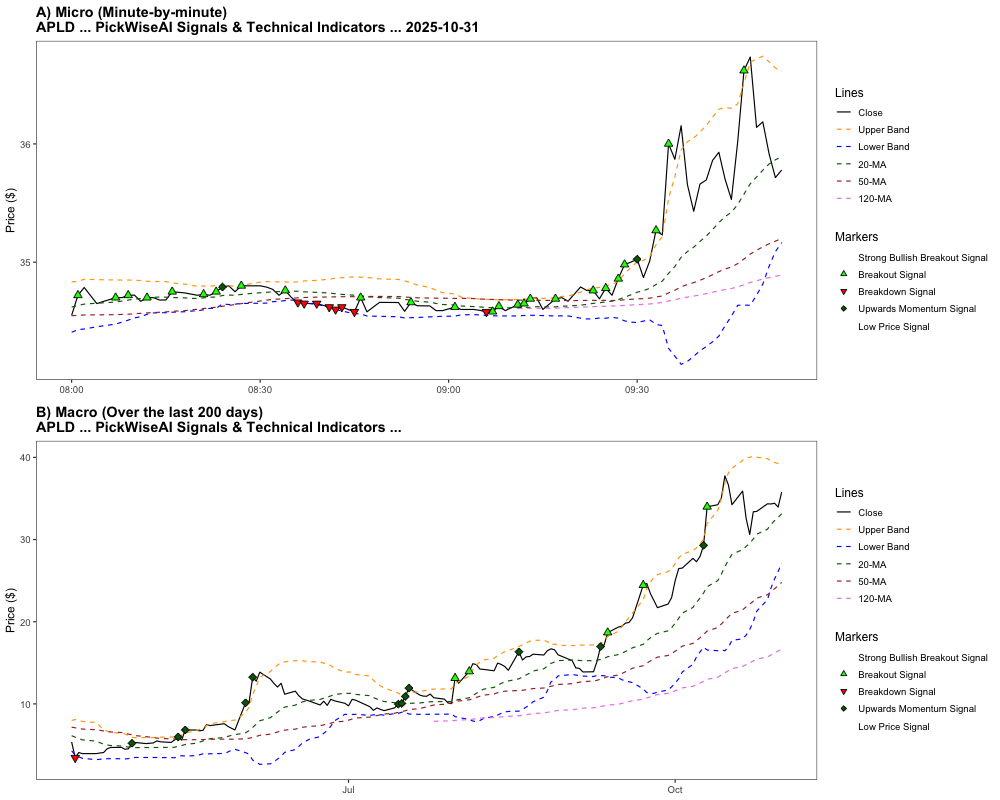 A) Micro (Minute-by-minute)
APLD ... PickWiseAI Signals & Technical Indicators ... 2025-10-31
Price ($)
36
35
08:00
08:30
09:00
09:30
Lines
Close
Upper Band
Lower Band
20-MA
50-MA
120-MA
Markers
Strong Bullish Breakout Signal
Breakout Signal
Breakdown Signal
Upwards Momentum Signal
Low Price Signal
B) Macro (Over the last 200 days)
APLD ... PickWiseAI Signals & Technical Indicators ...
Price ($)
40
30
20
10
Jul
Oct
Lines
Close
Upper Band
Lower Band
20-MA
50-MA
120-MA
Markers
Strong Bullish Breakout Signal
Breakout Signal
Breakdown Signal
Upwards Momentum Signal
Low Price Signal